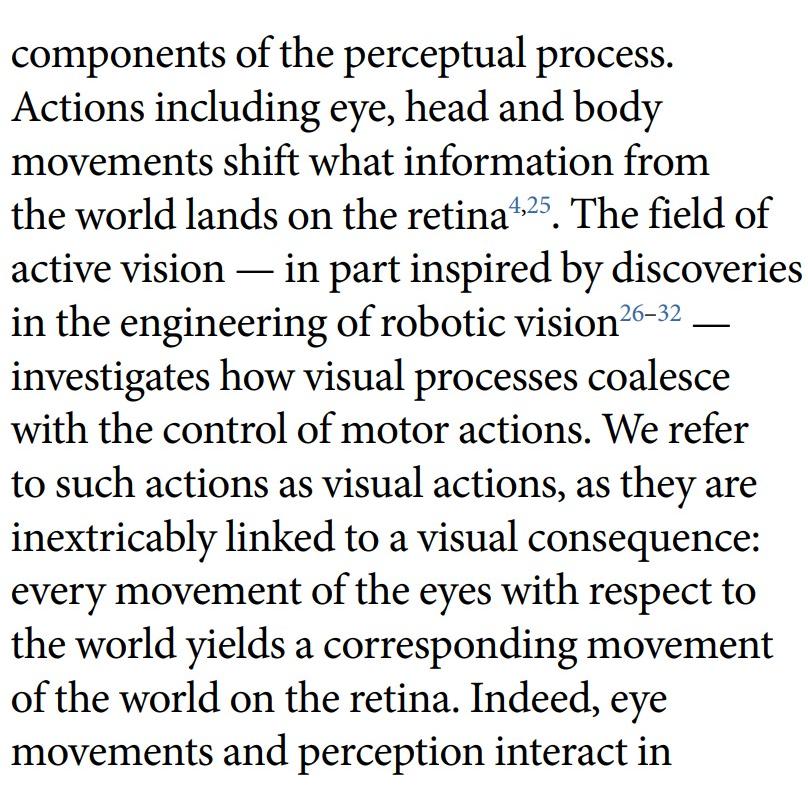 components of the perceptual process.
Actions including eye, head and body
movements shift what information from
the world lands on the retina4,25. The field of
active vision — in part inspired by discoveries
in the engineering of robotic vision26–32 —
investigates how visual processes coalesce
with the control of motor actions. We refer
to such actions as visual actions, as they are
inextricably linked to a visual consequence:
every movement of the eyes with respect to
the world yields a corresponding movement
of the world on the retina. Indeed, eye
movements and perception interact in